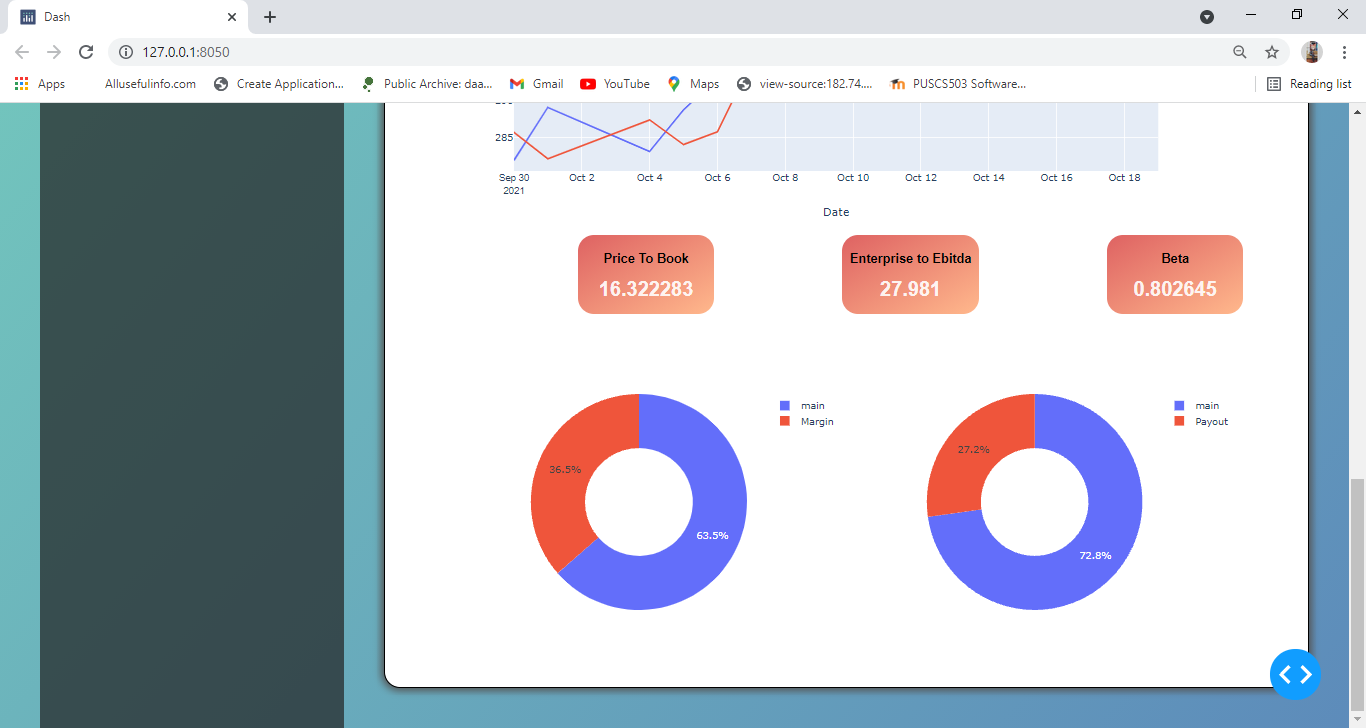 Dash
127.0.0.1:8050
Apps Allusefulinfo.com Create Application... Public Archive: daa... Gmail YouTube Maps view-source:182.74.... PUSCS503 Software... Reading list
285
Sep 30 Oct 2 Oct 4 Oct 6 Oct 8 Oct 10 Oct 12 Oct 14 Oct 16 Oct 18
2021
Date
Price To Book Enterprise to Ebitda Beta
16.322283 27.981 0.802645
main main
Margin Payout
36.5% 27.2%
63.5% 72.8%